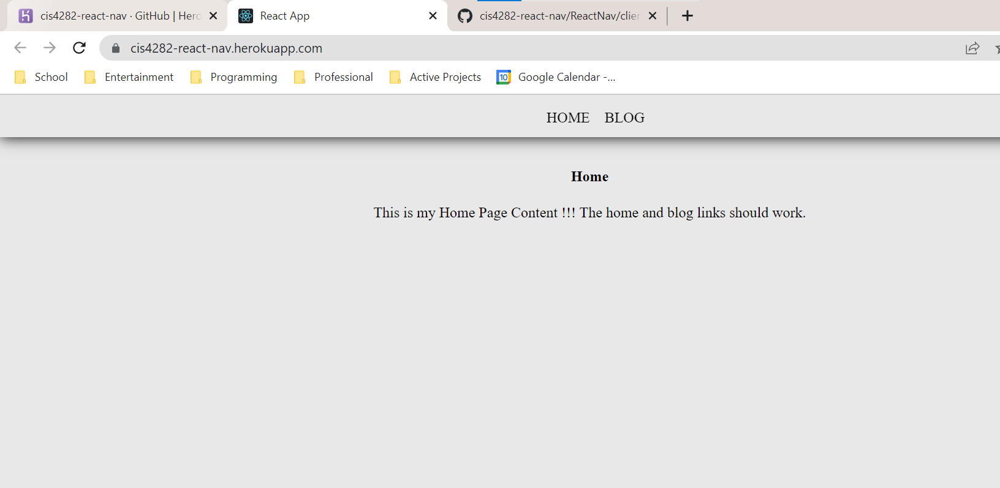 cis4282-react-nav · GitHub | Hero
React App
cis4282-react-nav/ReactNav/clien
cis4282-react-nav.herokuapp.com
School Entertainment Programming Professional Active Projects 10 Google Calendar -...
HOME BLOG
Home
This is my Home Page Content !!! The home and blog links should work.